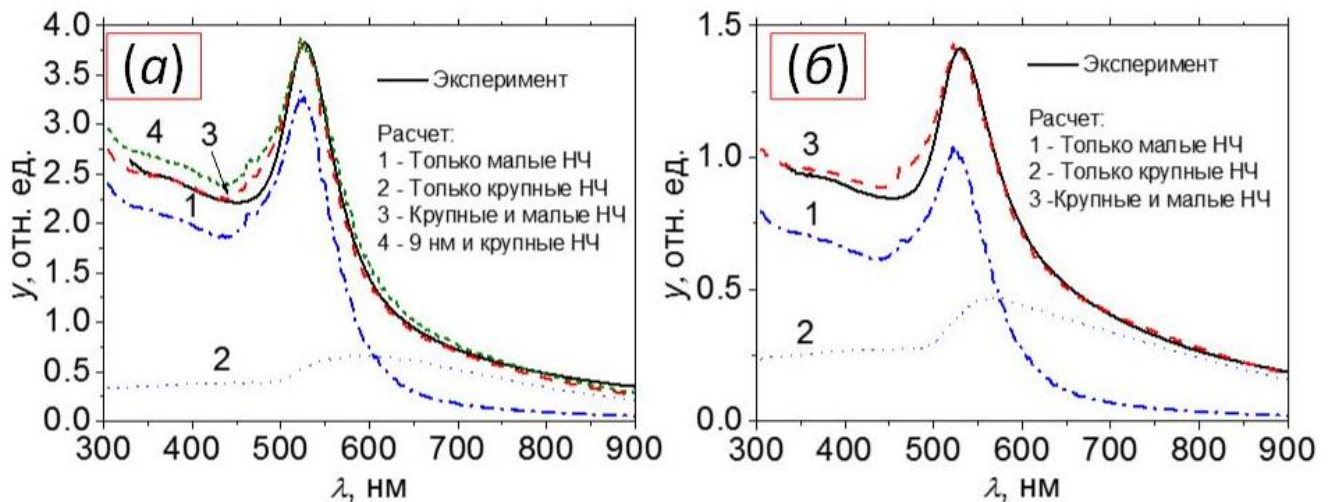 (а)
Эксперимент
Расчет:
1 - Только малые НЧ
2 - Только крупные НЧ
3 - Крупные и малые НЧ
4 - 9 нм и крупные НЧ
4
3
1
2
y, отн. ед.
4.0
3.5
3.0
2.5
2.0
1.5
1.0
0.5
0.0
300 400 500 600 700 800 900
λ, нм
(б)
Эксперимент
Расчет:
1 - Только малые НЧ
2 - Только крупные НЧ
3 -Крупные и малые НЧ
3
1
2
y, отн. ед.
1.5
1.0
0.5
0.0
300 400 500 600 700 800 900
λ, нм